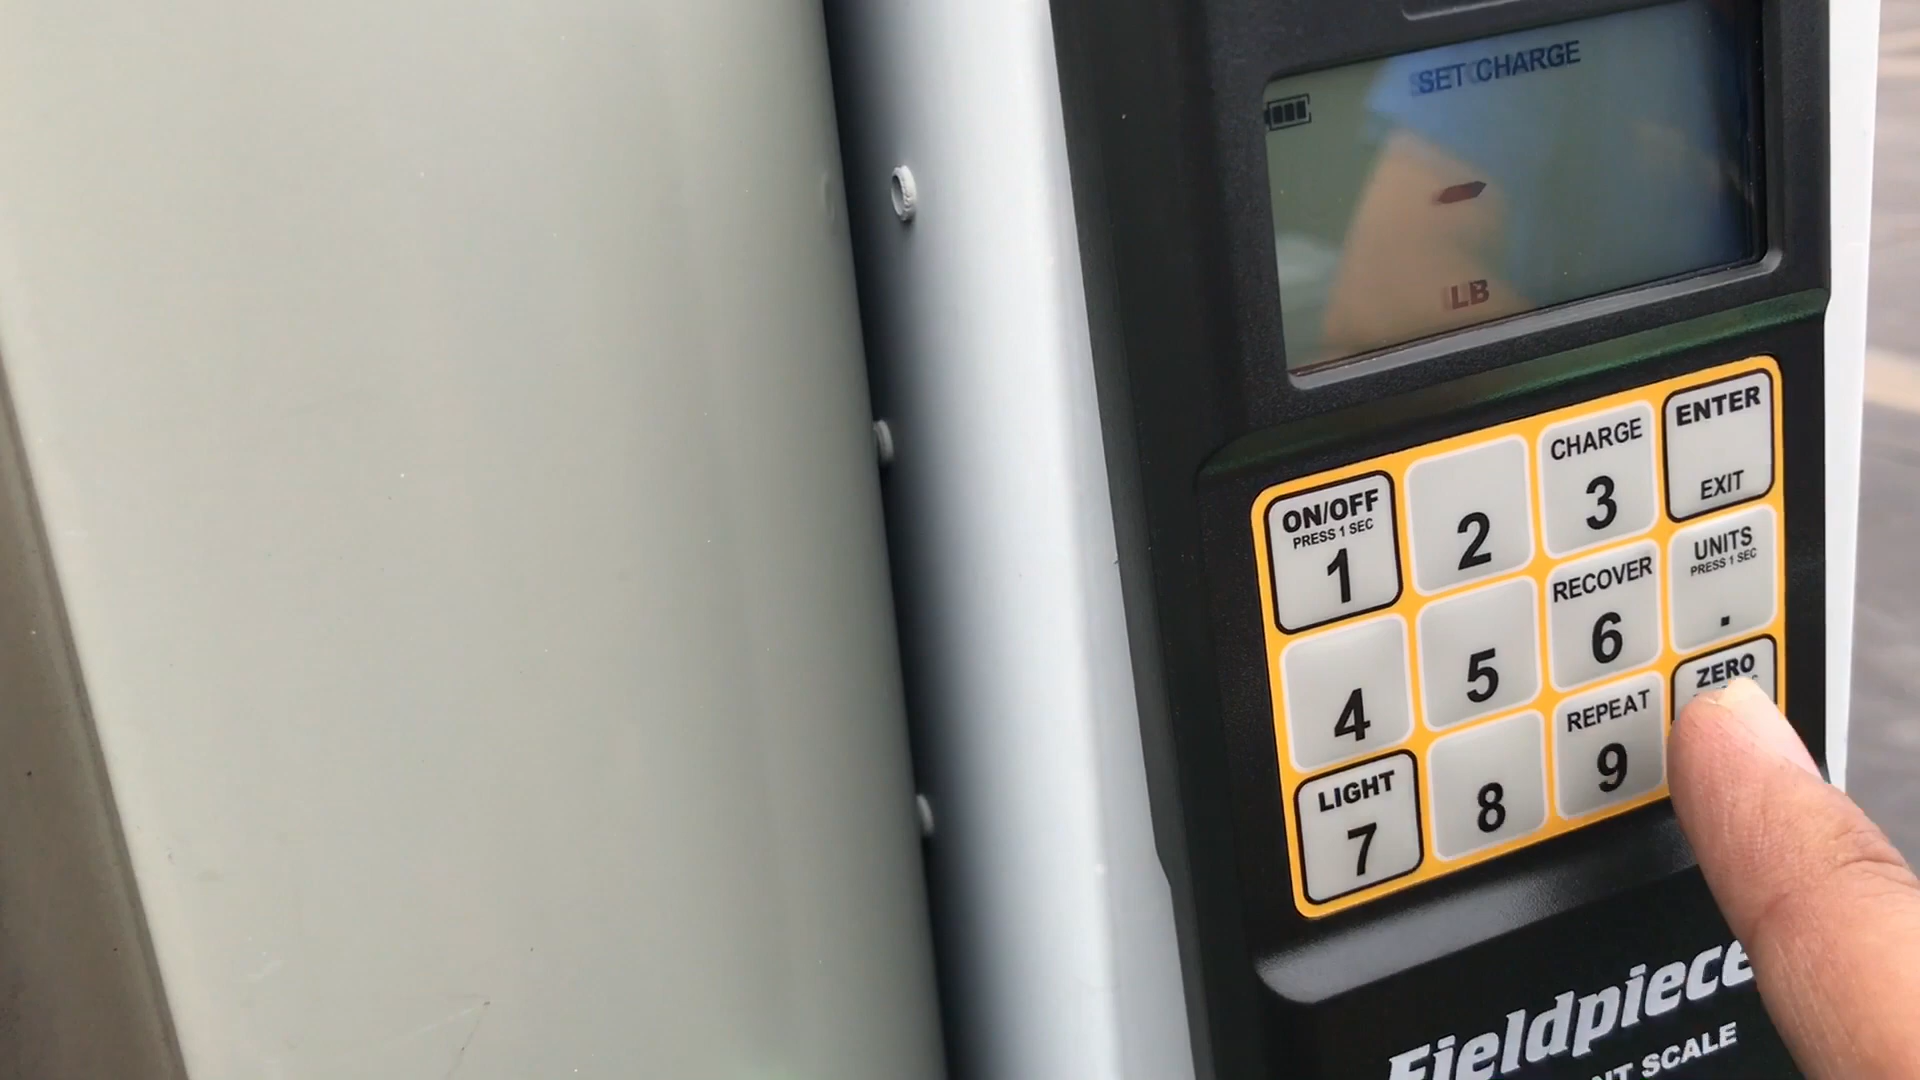 SET CHARGE
-
LB
ON/OFF
PRESS 1 SEC
1
2
CHARGE
3
ENTER
EXIT
4
5
RECOVER
6
UNITS
PRESS 1 SEC
.
LIGHT
7
8
REPEAT
9
ZERO
Fieldpiece
SCALE